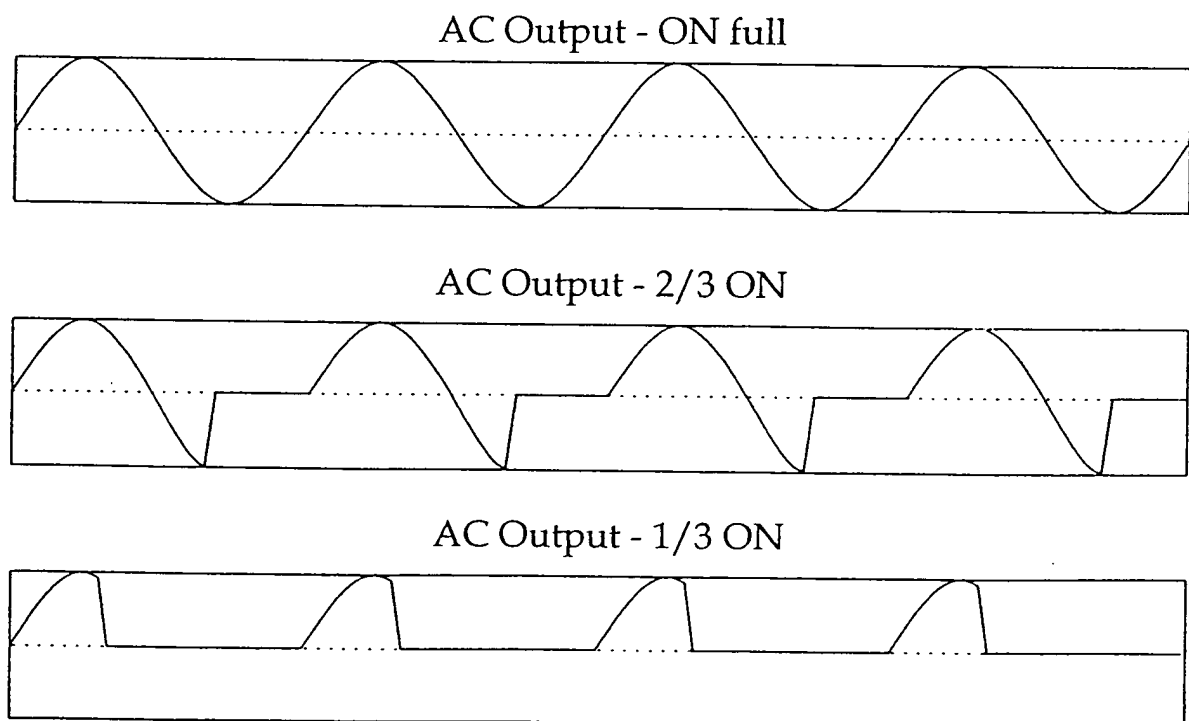 AC Output - ON full
AC Output - 2/3 ON
AC Output - 1/3 ON